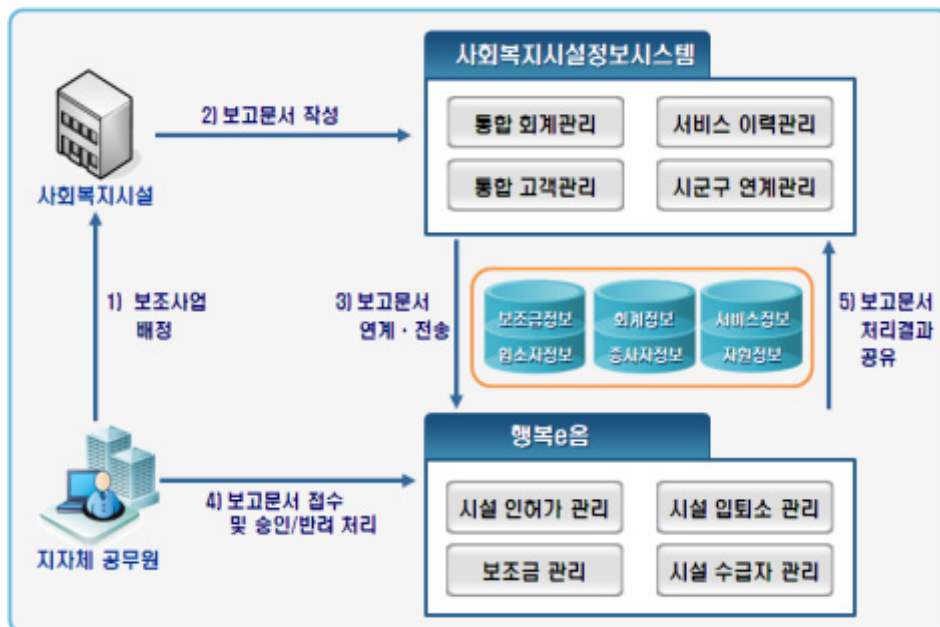 사회복지시설정보시스템
통합 회계관리
서비스 이력관리
통합 고객관리
시군구 연계관리
2) 보고문서 작성
사회복지시설
1) 보조사업
배정
3) 보고문서
연계·전송
보조금정보
회계정보
서비스정보
입소자정보
종사자정보
자원정보
5) 보고문서
처리결과
공유
행복e음
시설 인허가 관리
시설 입퇴소 관리
보조금 관리
시설 수급자 관리
4) 보고문서 접수
및 승인/반려 처리
지자체 공무원